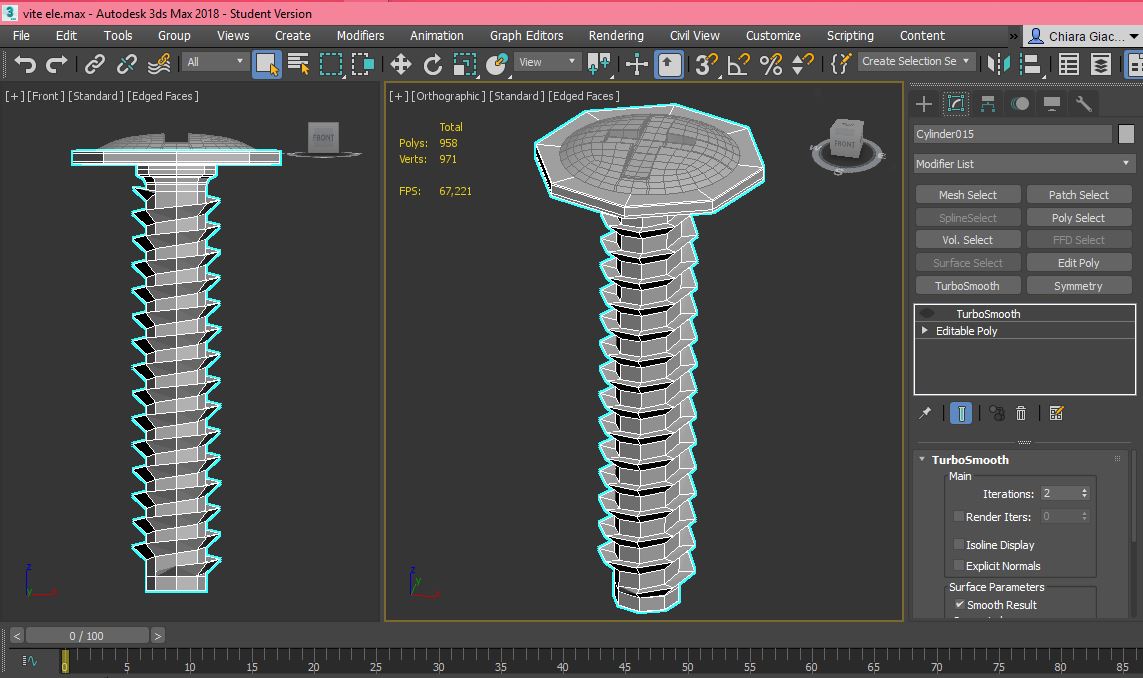 3 vite ele.max - Autodesk 3ds Max 2018 - Student Version
File Edit Tools Group Views Create Modifiers Animation Graph Editors Rendering Civil View Customize Scripting Content » Chiara Giac...
All View 3 Create Selection Se
[+] [Front ] [Standard ] [Edged Faces ]
FRONT
[+] [Orthographic ] [Standard ] [Edged Faces ]
Total
Polys: 958
Verts: 971
FPS: 67,221
FRONT
W S E
z
y x
z
y
x
Cylinder015
Modifier List
Mesh Select Patch Select
SplineSelect Poly Select
Vol. Select FFD Select
Surface Select Edit Poly
TurboSmooth Symmetry
TurboSmooth
Editable Poly
TurboSmooth
Main
Iterations: 2
Render Iters: 0
Isoline Display
Explicit Normals
Surface Parameters
Smooth Result
< 0 / 100 >
0 5 10 15 20 25 30 35 40 45 50 55 60 65 70 75 80 85